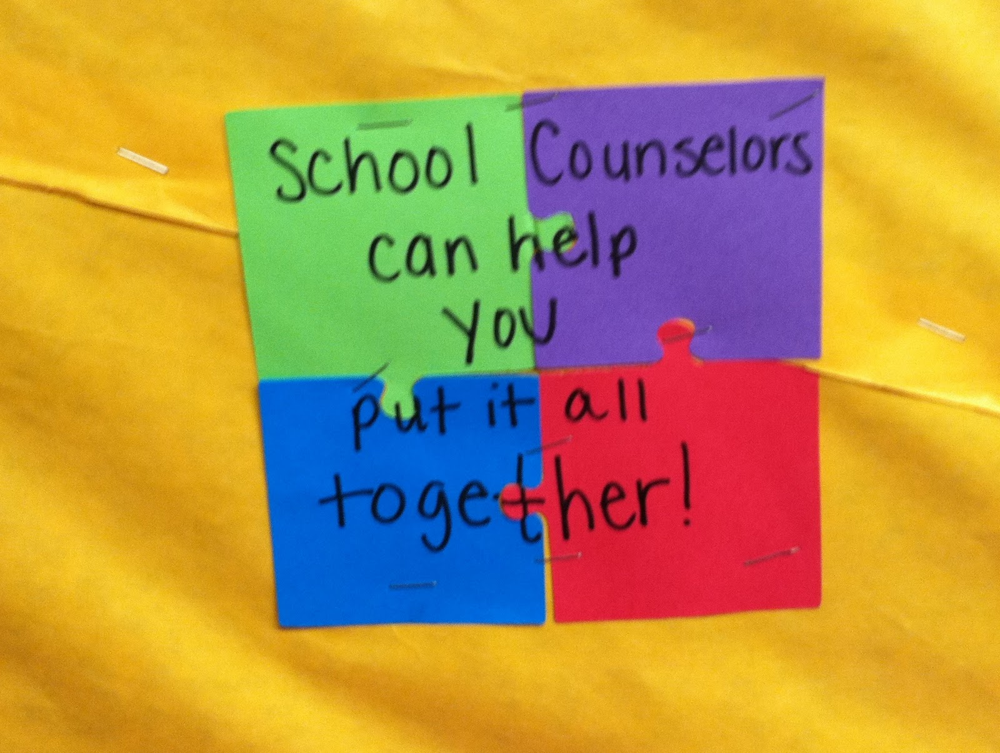 School Counselors
can help
you
put it all
together!